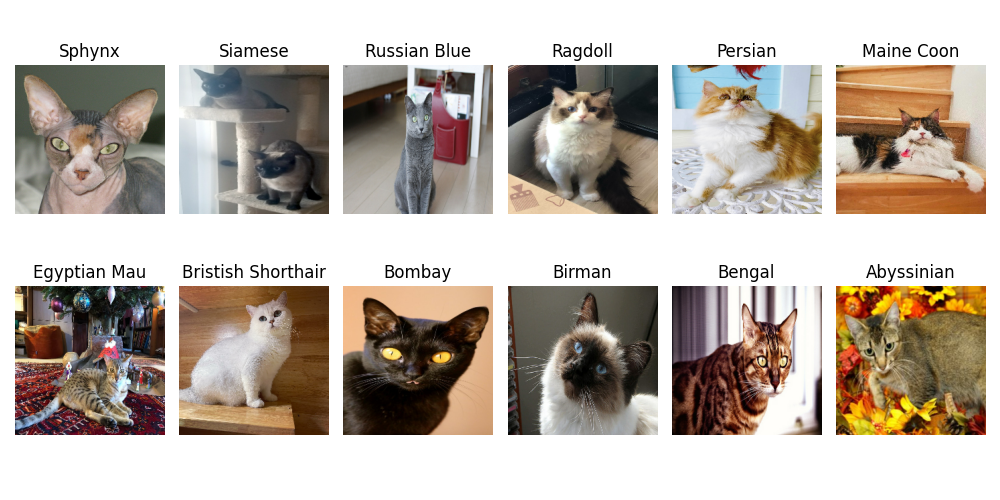 Sphynx
Siamese
Russian Blue
Ragdoll
Persian
Maine Coon
Egyptian Mau
Bristish Shorthair
Bombay
Birman
Bengal
Abyssinian